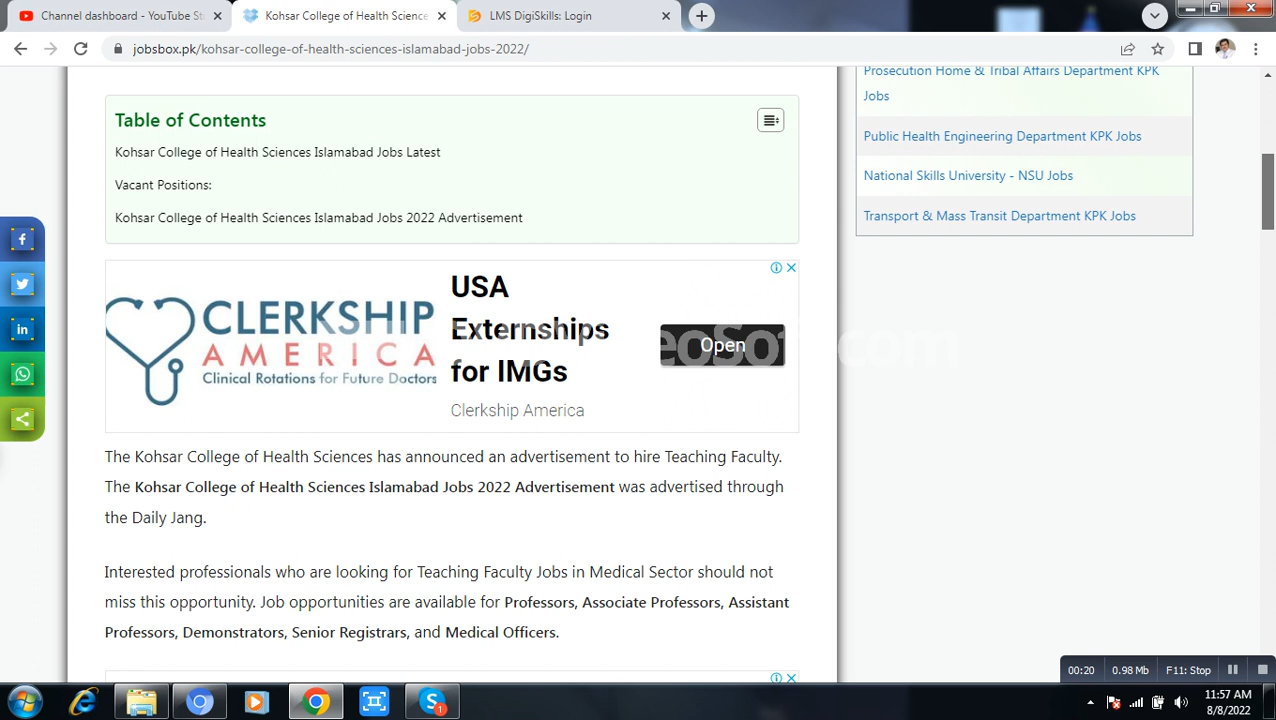 Channel dashboard - YouTube St
Kohsar College of Health Science
LMS Digiskills: Login
jobsbox.pk/kohsar-college-of-health-sciences-islamabad-jobs-2022/
Prosecution Home & Tribal Affairs Department KPK
Jobs
Public Health Engineering Department KPK Jobs
National Skills University - NSU Jobs
Transport & Mass Transit Department KPK Jobs
Table of Contents
Kohsar College of Health Sciences Islamabad Jobs Latest
Vacant Positions:
Kohsar College of Health Sciences Islamabad Jobs 2022 Advertisement
CLERKSHIP
AMERICA
Clinical Rotations for Future Doctors
USA
Externships
for IMGs
Clerkship America
Open
The Kohsar College of Health Sciences has announced an advertisement to hire Teaching Faculty.
The Kohsar College of Health Sciences Islamabad Jobs 2022 Advertisement was advertised through
the Daily Jang.
Interested professionals who are looking for Teaching Faculty Jobs in Medical Sector should not
miss this opportunity. Job opportunities are available for Professors, Associate Professors, Assistant
Professors, Demonstrators, Senior Registrars, and Medical Officers.
00:20
0.98 Mb
F11: Stop
11:57 AM
8/8/2022